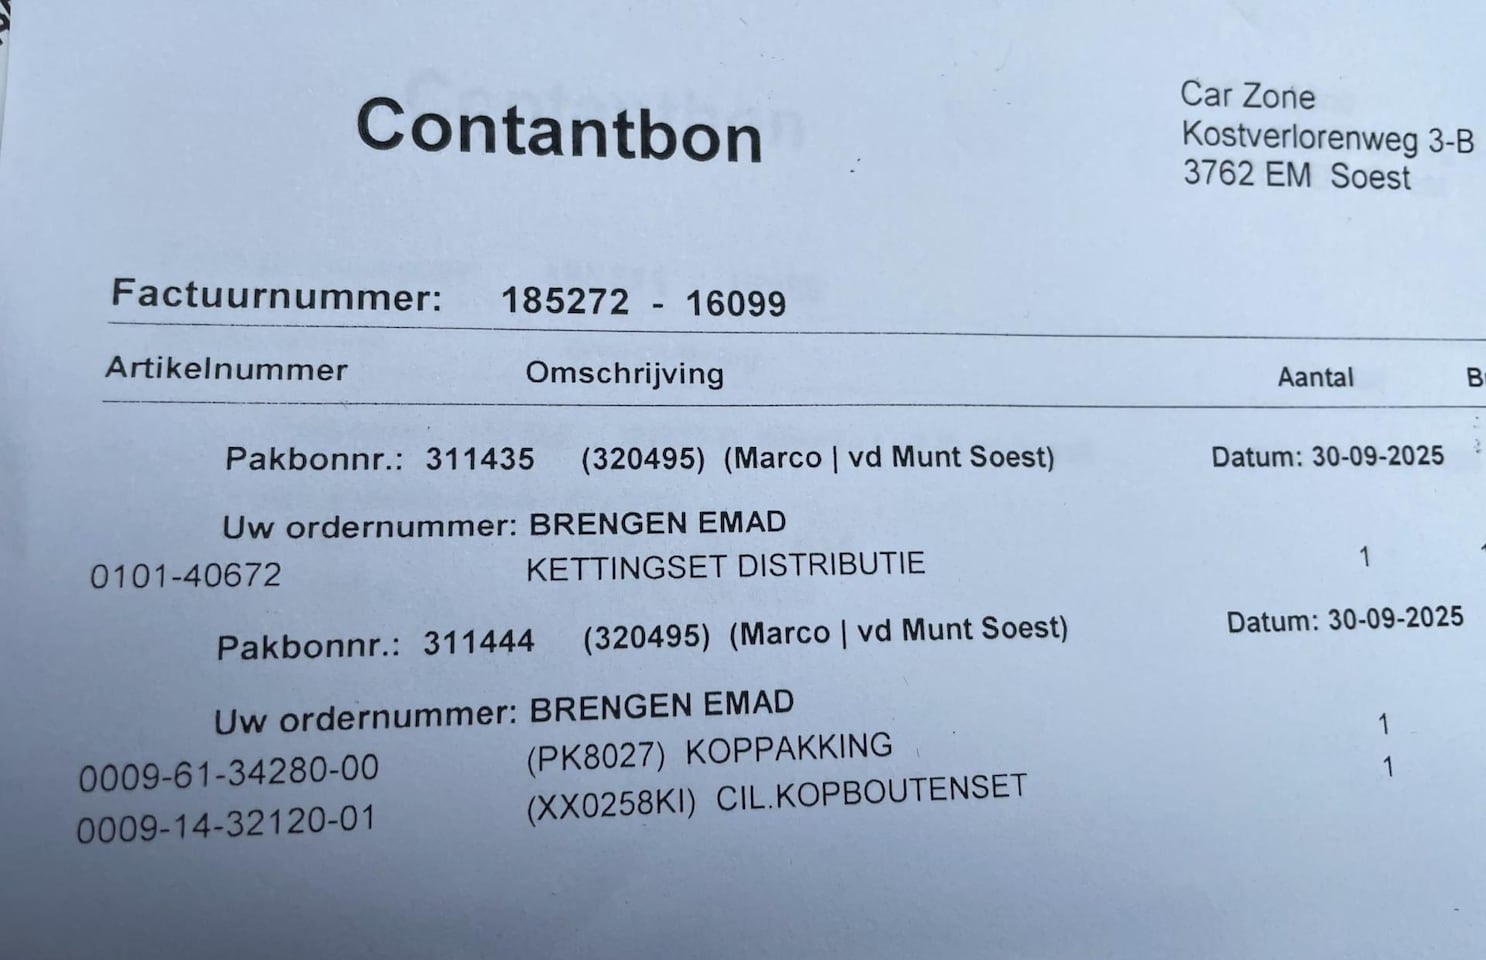 Contantbon
Car Zone
Kostverlorenweg 3-B
3762 EM Soest
Factuurnummer: 185272 - 16099
Artikelnummer Omschrijving Aantal
Pakbonnr.: 311435 (320495) (Marco | vd Munt Soest) Datum: 30-09-2025
Uw ordernummer: BRENGEN EMAD
0101-40672 KETTINGSET DISTRIBUTIE 1
Pakbonnr.: 311444 (320495) (Marco | vd Munt Soest) Datum: 30-09-2025
Uw ordernummer: BRENGEN EMAD
0009-61-34280-00 (PK8027) KOPPAKKING 1
0009-14-32120-01 (XX0258KI) CIL.KOPBOUTENSET 1